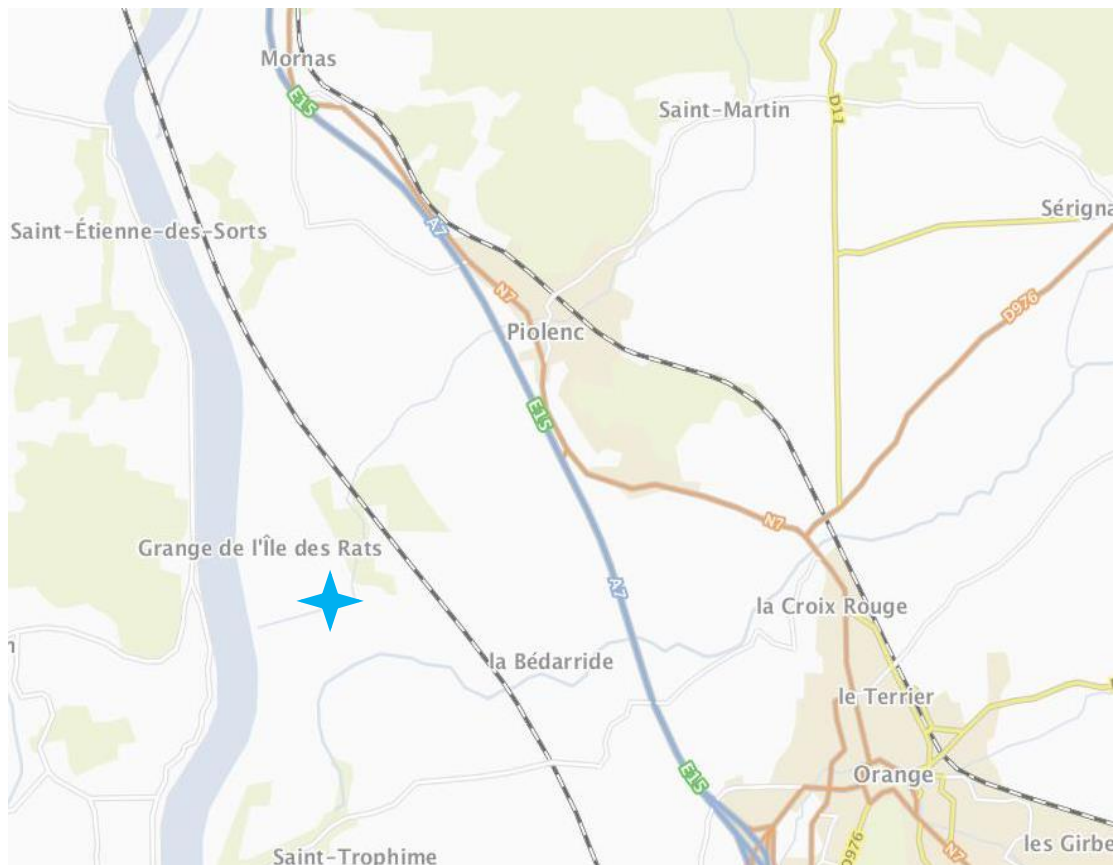 Mornas
E15
Saint-Martin
D11
Saint-Étienne-des-Sorts
Sérigna
A7
N7
D976
Piolenc
E15
Grange de l'Île des Rats
N7
A7
la Croix Rouge
la Bédarride
le Terrier
E15
Orange
les Girbe
N7
D976
Saint-Trophime